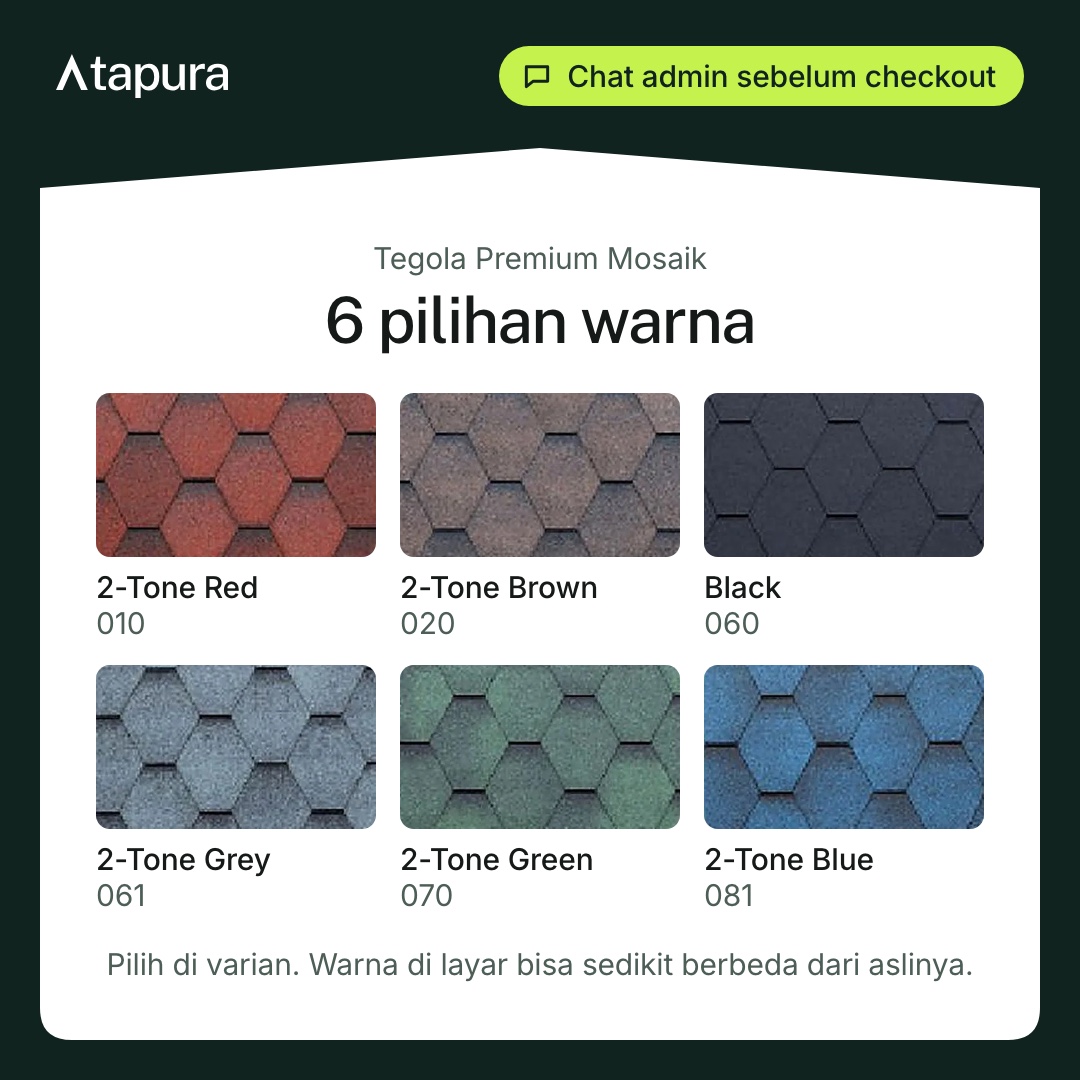 Atapura
Chat admin sebelum checkout
Tegola Premium Mosaik
6 pilihan warna
2-Tone Red
010
2-Tone Brown
020
Black
060
2-Tone Grey
061
2-Tone Green
070
2-Tone Blue
081
Pilih di varian. Warna di layar bisa sedikit berbeda dari aslinya.